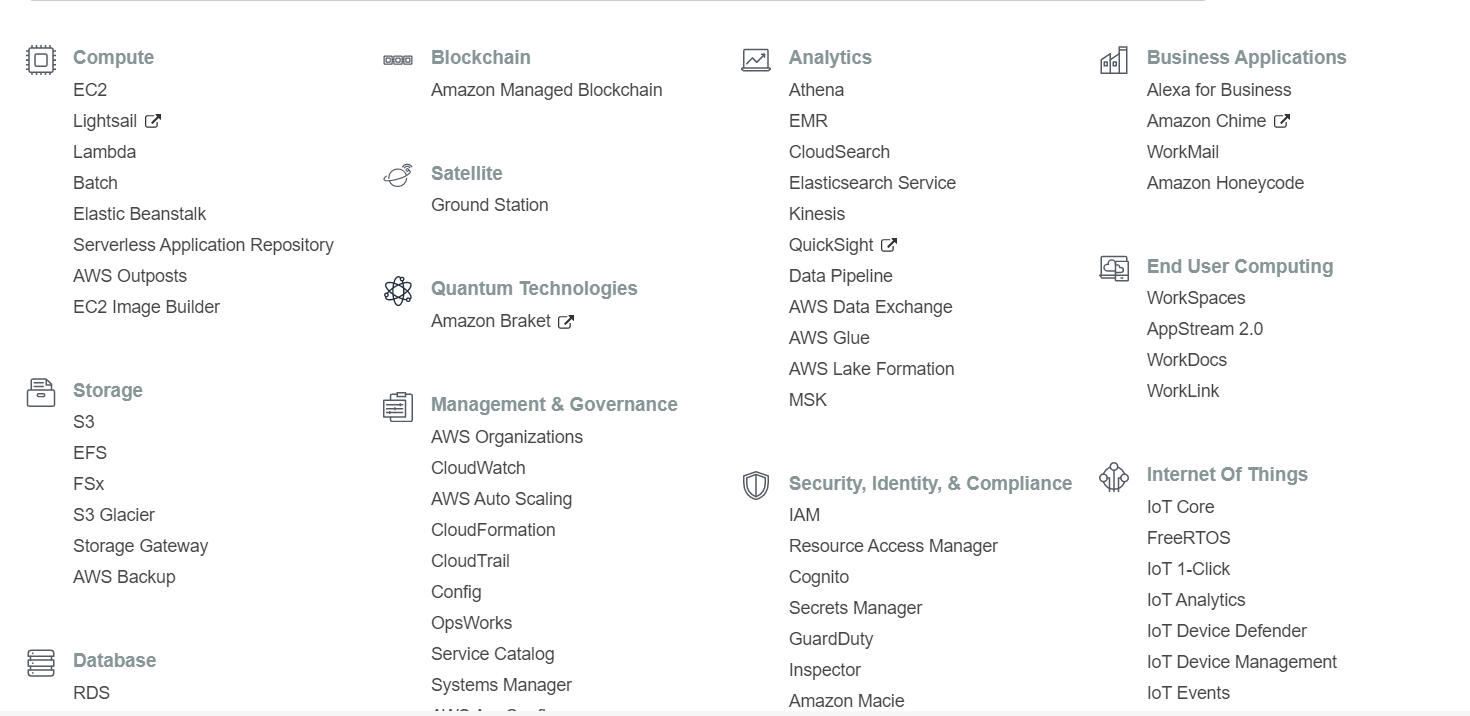 Compute
EC2
Lightsail
Lambda
Batch
Elastic Beanstalk
Serverless Application Repository
AWS Outposts
EC2 Image Builder
Storage
S3
EFS
FSx
S3 Glacier
Storage Gateway
AWS Backup
Database
RDS
Blockchain
Amazon Managed Blockchain
Satellite
Ground Station
Quantum Technologies
Amazon Braket
Management & Governance
AWS Organizations
CloudWatch
AWS Auto Scaling
CloudFormation
CloudTrail
Config
OpsWorks
Service Catalog
Systems Manager
Analytics
Athena
EMR
CloudSearch
Elasticsearch Service
Kinesis
QuickSight
Data Pipeline
AWS Data Exchange
AWS Glue
AWS Lake Formation
MSK
Security, Identity, & Compliance
IAM
Resource Access Manager
Cognito
Secrets Manager
GuardDuty
Inspector
Amazon Macie
Business Applications
Alexa for Business
Amazon Chime
WorkMail
Amazon Honeycode
End User Computing
WorkSpaces
AppStream 2.0
WorkDocs
WorkLink
Internet Of Things
IoT Core
FreeRTOS
IoT 1-Click
IoT Analytics
IoT Device Defender
IoT Device Management
IoT Events